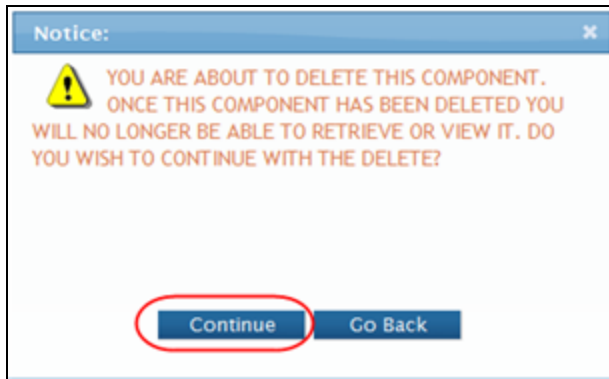 Notice:
YOU ARE ABOUT TO DELETE THIS COMPONENT.
ONCE THIS COMPONENT HAS BEEN DELETED YOU
WILL NO LONGER BE ABLE TO RETRIEVE OR VIEW IT. DO
YOU WISH TO CONTINUE WITH THE DELETE?
Continue Go Back